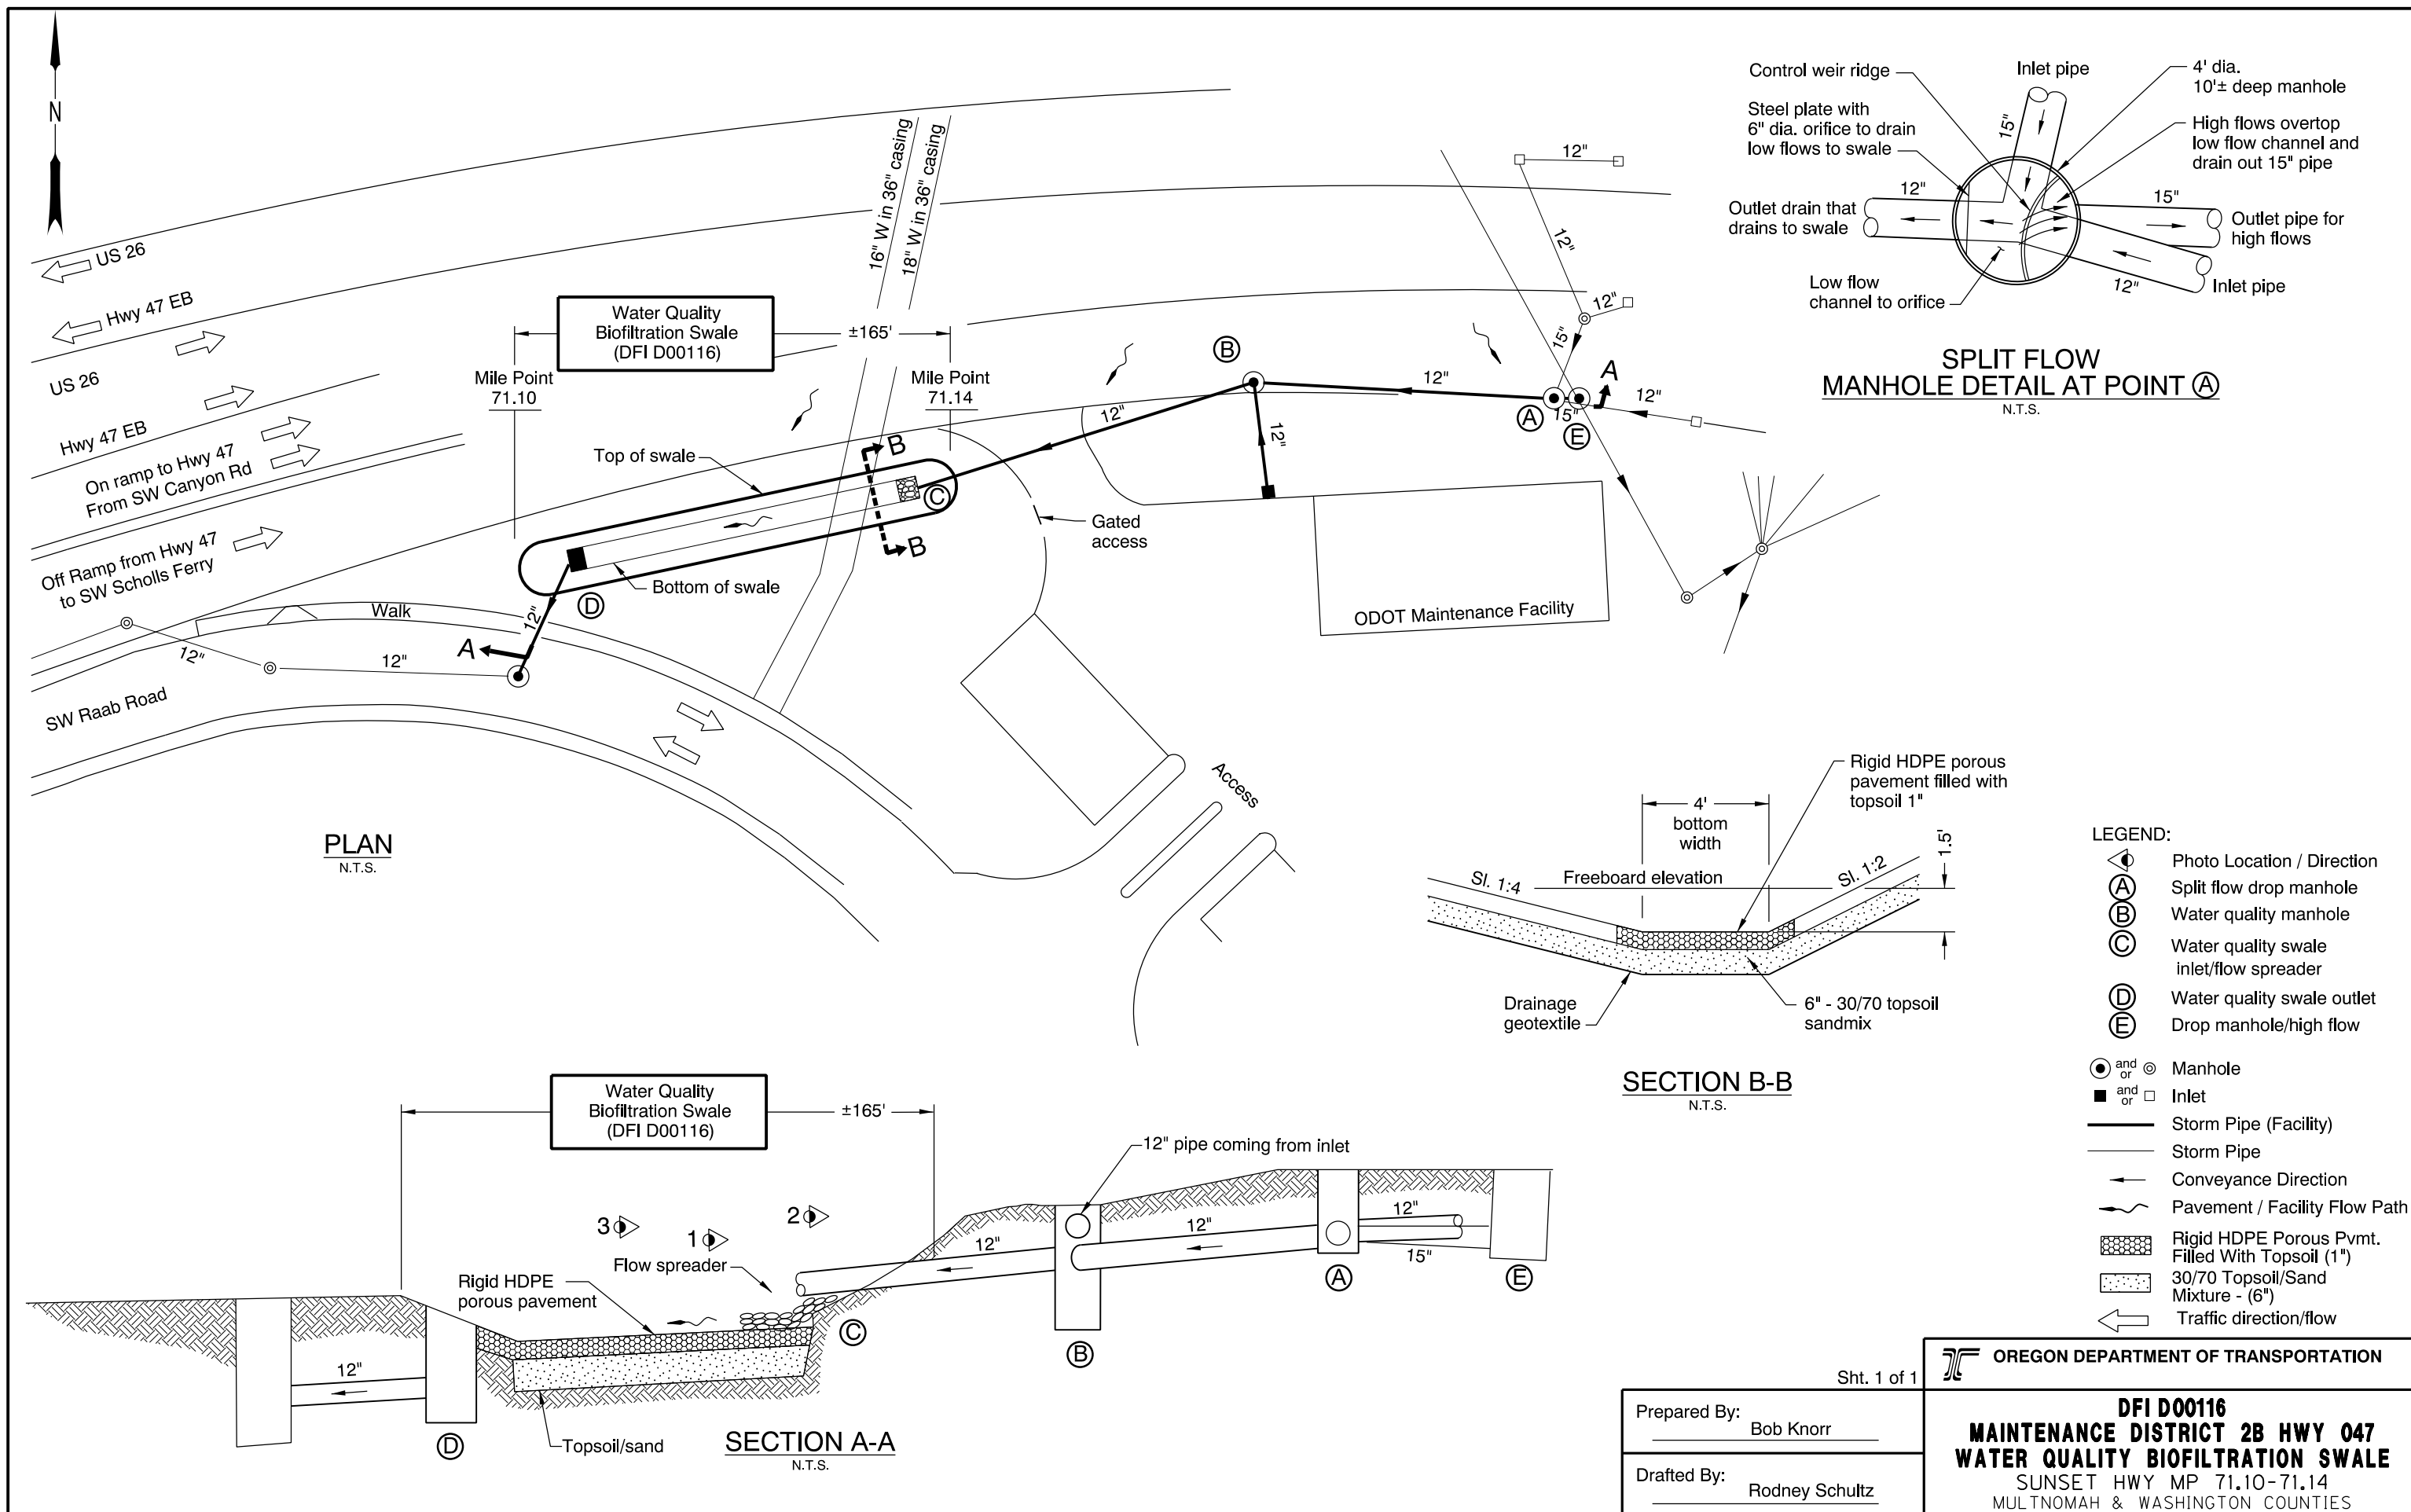 N
US 26
Hwy 47 EB
US 26
Hwy 47 EB
On ramp to Hwy 47
From SW Canyon Rd
Off Ramp from Hwy 47
to SW Scholls Ferry
Walk
12"
12"
SW Raab Road
Water Quality
Biofiltration Swale
(DFI D00116)
±165'
Mile Point
71.10
Mile Point
71.14
16" W in 36" casing
18" W in 36" casing
Top of swale
B
B
C
Bottom of swale
D
12"
A
12"
B
12"
12"
Gated
access
ODOT Maintenance Facility
Access
12"
12"
12"
15"
A
15"
E
A
12"
PLAN
N.T.S.
Control weir ridge
Inlet pipe
4' dia.
10'± deep manhole
Steel plate with
6" dia. orifice to drain
low flows to swale
15"
High flows overtop
low flow channel and
drain out 15" pipe
12"
15"
Outlet drain that
drains to swale
Outlet pipe for
high flows
Low flow
channel to orifice
12"
Inlet pipe
SPLIT FLOW
MANHOLE DETAIL AT POINT A
N.T.S.
Rigid HDPE porous
pavement filled with
topsoil 1"
4'
bottom
width
1.5'
Sl. 1:4
Freeboard elevation
Sl. 1:2
Drainage
geotextile
6" - 30/70 topsoil
sandmix
SECTION B-B
N.T.S.
LEGEND:
Photo Location / Direction
A Split flow drop manhole
B Water quality manhole
C Water quality swale
inlet/flow spreader
D Water quality swale outlet
E Drop manhole/high flow
and
or
Manhole
and
or
Inlet
Storm Pipe (Facility)
Storm Pipe
Conveyance Direction
Pavement / Facility Flow Path
Rigid HDPE Porous Pvmt.
Filled With Topsoil (1")
30/70 Topsoil/Sand
Mixture - (6")
Traffic direction/flow
Water Quality
Biofiltration Swale
(DFI D00116)
±165'
12" pipe coming from inlet
3
1
2
Flow spreader
Rigid HDPE
porous pavement
12"
12"
12"
15"
A
E
B
C
12"
D
Topsoil/sand
SECTION A-A
N.T.S.
Sht. 1 of 1
OREGON DEPARTMENT OF TRANSPORTATION
Prepared By:
Bob Knorr
Drafted By:
Rodney Schultz
DFI D00116
MAINTENANCE DISTRICT 2B HWY 047
WATER QUALITY BIOFILTRATION SWALE
SUNSET HWY MP 71.10-71.14
MULTNOMAH & WASHINGTON COUNTIES